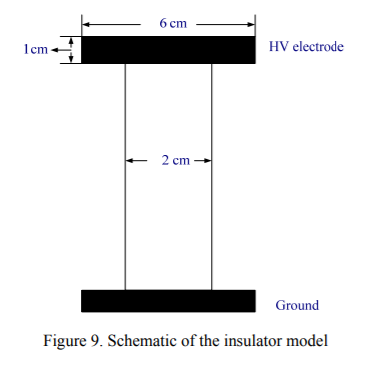 6 cm
HV electrode
1cm
2 cm
Ground
Figure 9. Schematic of the insulator model